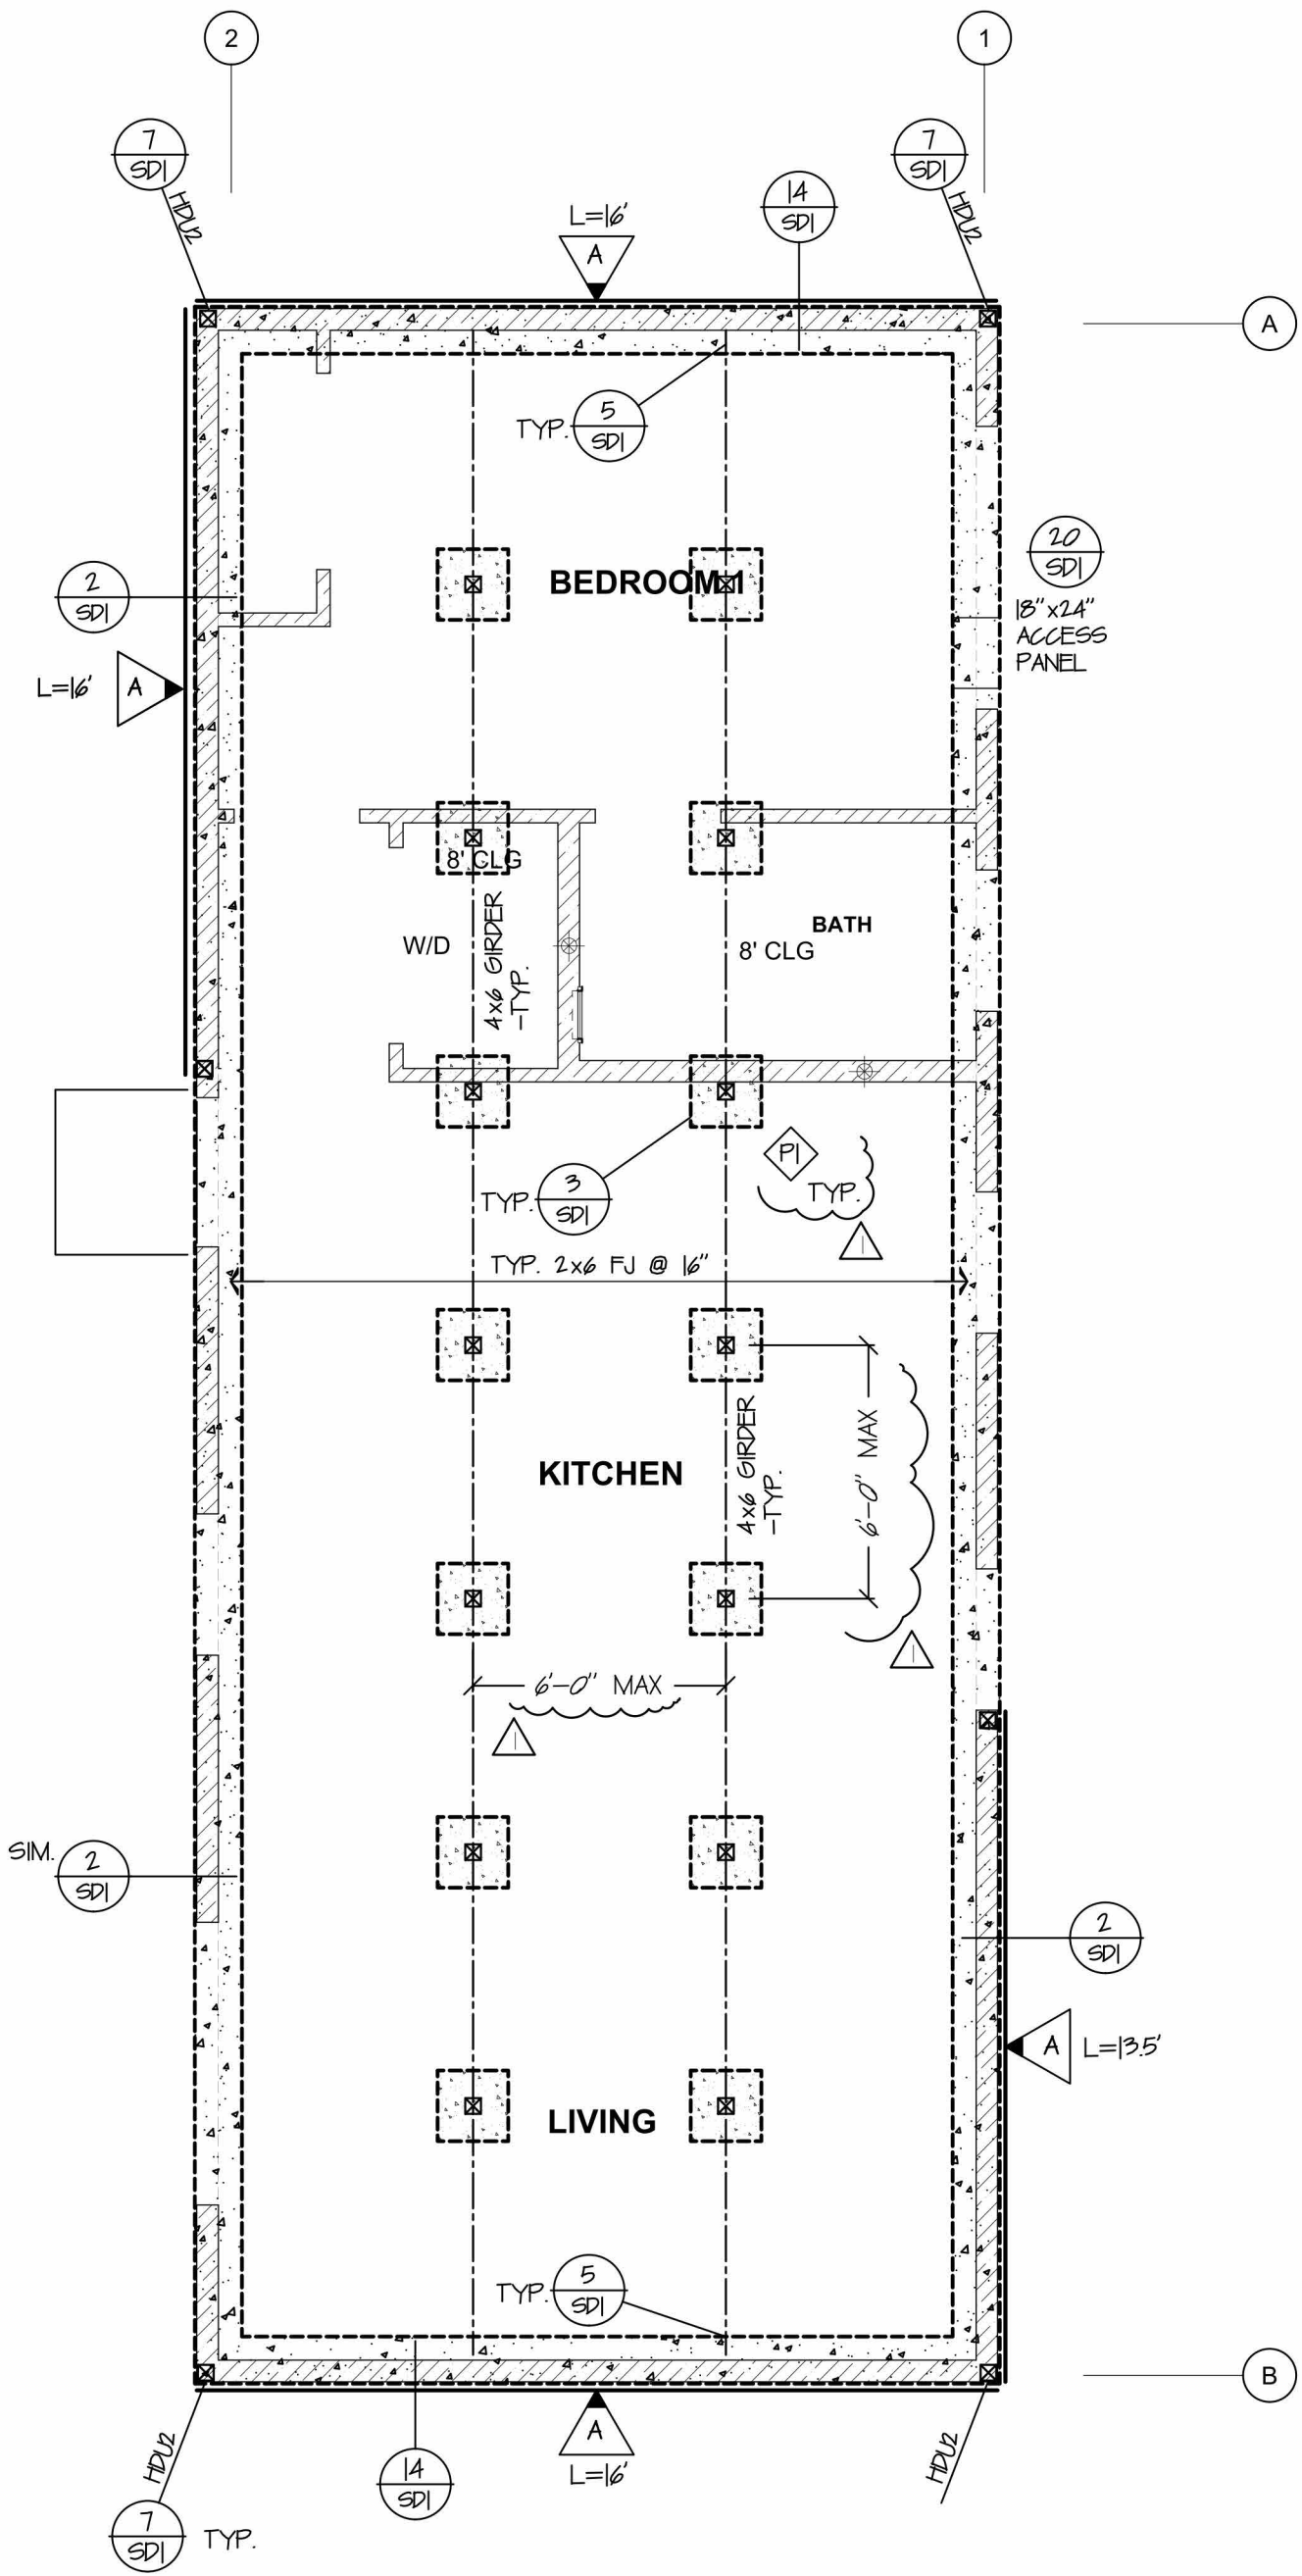 2
1
7
SD1
7
SD1
HDU2
HDU2
14
SD1
L=16'
A
A
5
TYP.
SD1
20
SD1
BEDROOM 1
2
SD1
18"x24"
ACCESS
PANEL
L=16'
A
8' CLG
4x6 GIRDER
-TYP.
BATH
W/D
8' CLG
P1
TYP.
3
TYP.
SD1
1
TYP. 2x6 FJ @ 16"
4x6 GIRDER
-TYP.
6'-0" MAX
KITCHEN
1
6'-0" MAX
1
SIM.
2
SD1
2
SD1
A
L=13.5'
LIVING
5
TYP.
SD1
B
A
L=16'
HDU2
HDU2
14
SD1
7
SD1
TYP.